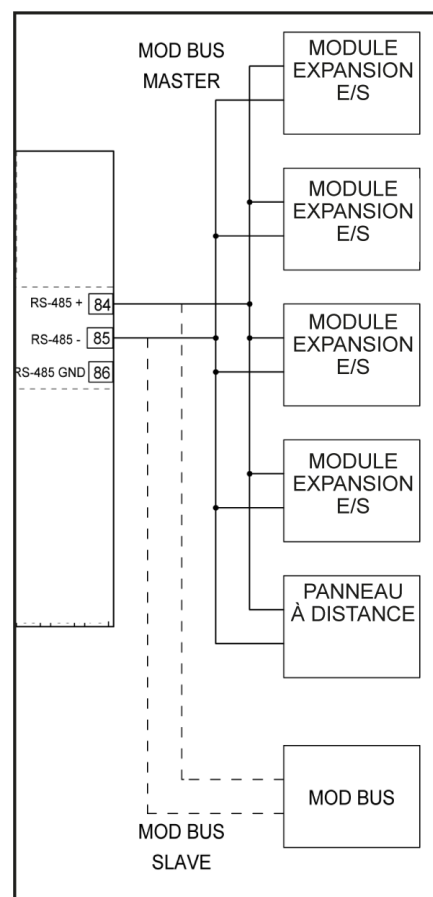 MOD BUS
MASTER
MODULE
EXPANSION
E/S
MODULE
EXPANSION
E/S
RS-485 + 84
RS-485 - 85
RS-485 GND 86
MODULE
EXPANSION
E/S
MODULE
EXPANSION
E/S
PANNEAU
À DISTANCE
MOD BUS
MOD BUS
SLAVE